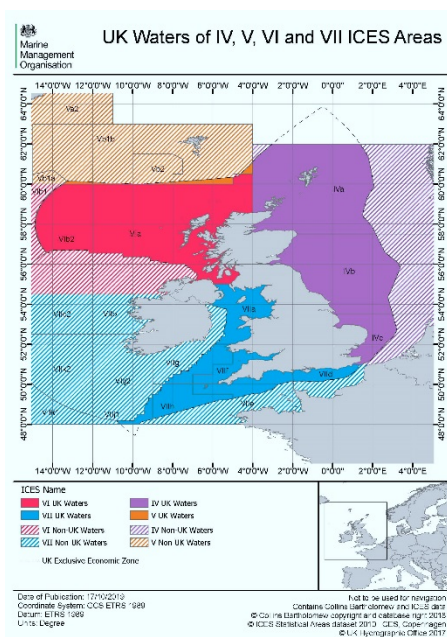 Marine
Management
Organisation
UK Waters of IV, V, VI and VII ICES Areas
14°0'0"W 12°0'0"W 10°0'0"W 8°0'0"W 6°0'0"W 4°0'0"W 2°0'0"W 0°0'0"E 2°0'0"E 4°0'0"E
64°0'0"N
62°0'0"N
60°0'0"N
58°0'0"N
56°0'0"N
54°0'0"N
52°0'0"N
50°0'0"N
48°0'0"N
Va2
Vb1b
Vb2
Vb1a
VIb1
IVa
VIa
VIb2
IVb
VIIa
VIIb
IVc
VIIg
VIIf
VIId
VIIh
VIIe
14°0'0"W 12°0'0"W 10°0'0"W 8°0'0"W 6°0'0"W 4°0'0"W 2°0'0"W 0°0'0"E 2°0'0"E 4°0'0"E
ICES Name
VI UK Waters
VII UK Waters
VI Non-UK Waters
VII Non-UK Waters
IV UK Waters
V UK Waters
IV Non-UK Waters
V Non UK Waters
UK Exclusive Economic Zone
Date of Publication: 17/10/2019
Coordinate System: GCS ETRS 1989
Datum: ETRS 1989
Units: Degree
Not to be used for navigation
Contains Collins Bartholomew and ICES data
© Collins Bartholomew copyright and database right 2018
© ICES Statistical Areas dataset 2010 ICES, Copenhagen
© UK Hydrographic Office 2017